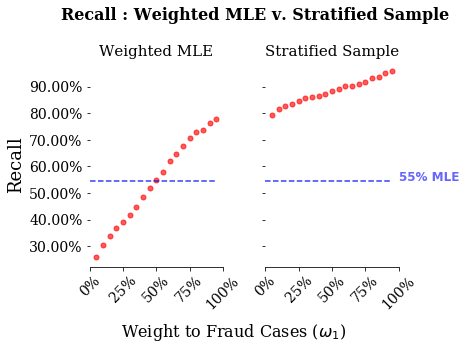 Recall : Weighted MLE v. Stratified Sample
Weighted MLE
Stratified Sample
Recall
90.00%
80.00%
70.00%
60.00%
50.00%
40.00%
30.00%
55% MLE
0% 25% 50% 75% 100%
0% 25% 50% 75% 100%
Weight to Fraud Cases (ω₁)